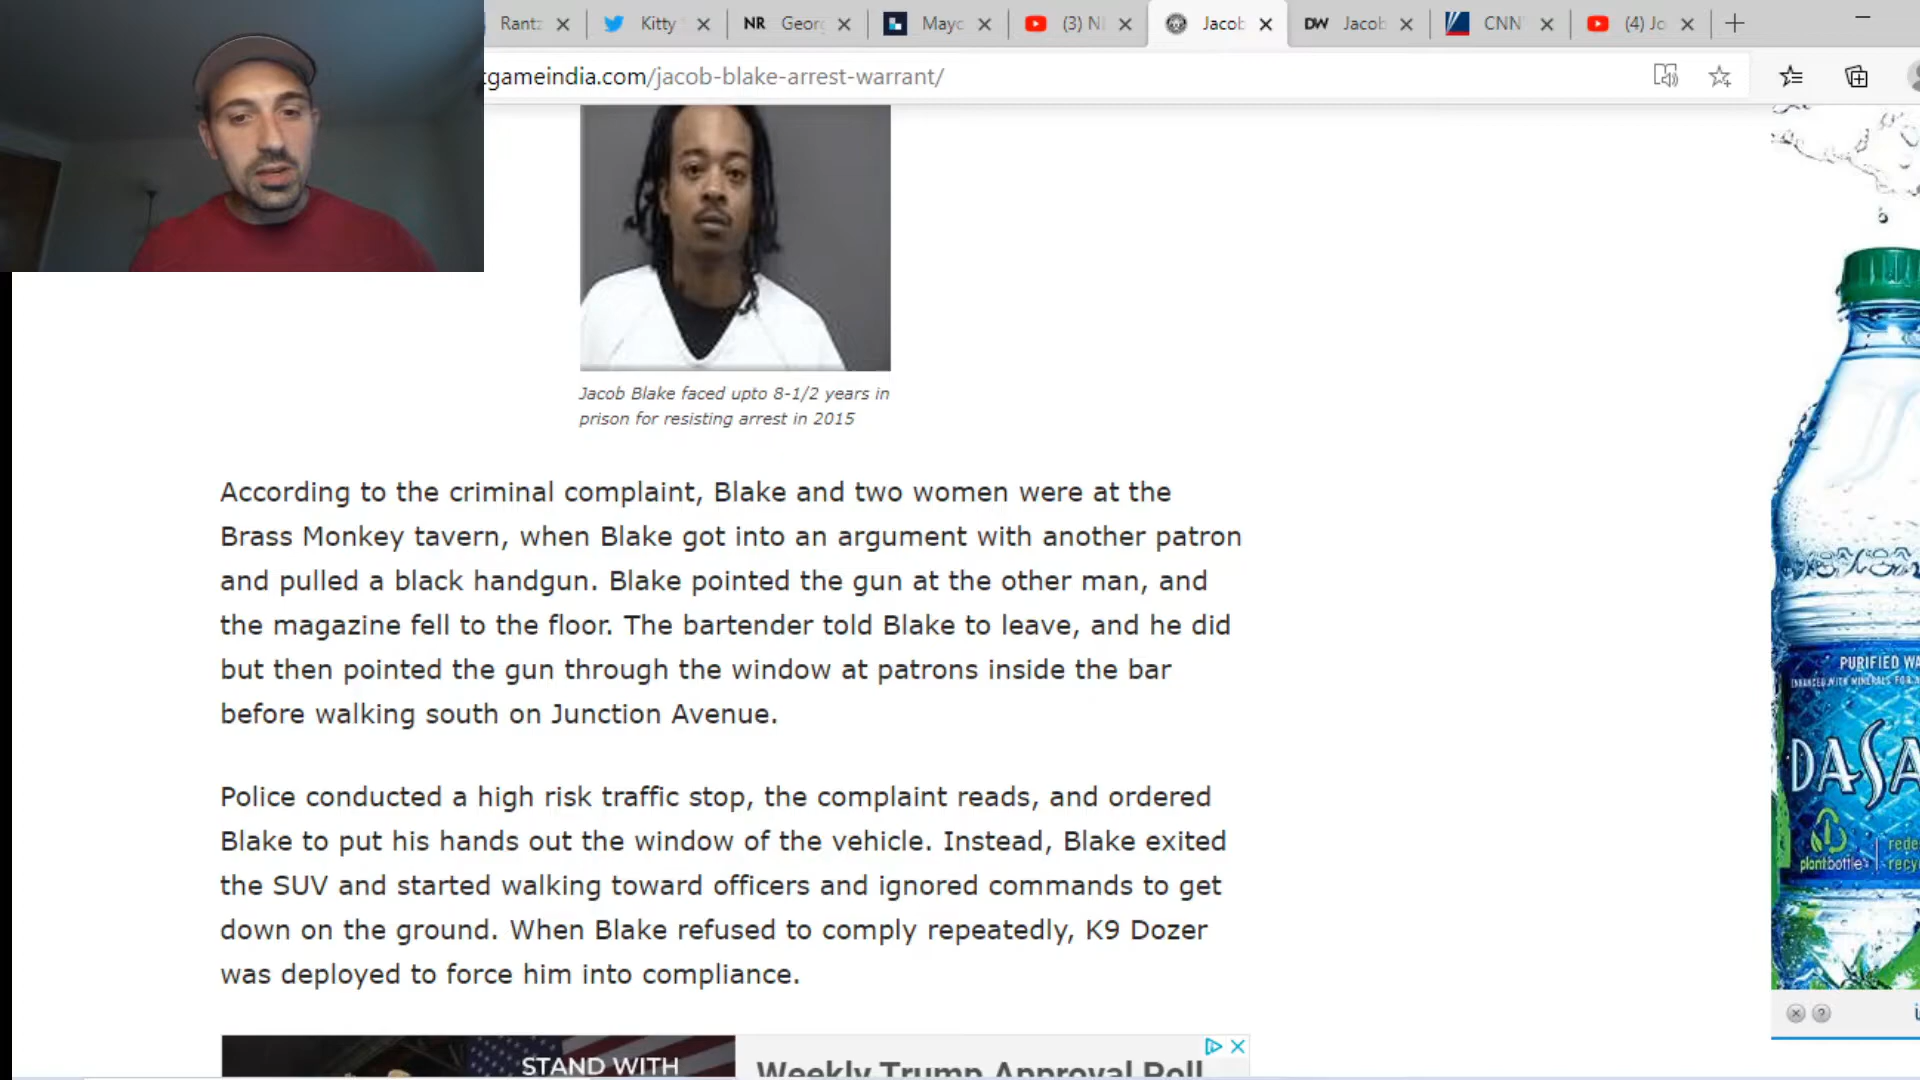 Rantz
Kitty
NR Geor
Mayo
(3) N
Jacob
DW Jacob
CNN
(4) Jo
gameindia.com/jacob-blake-arrest-warrant/
Jacob Blake faced upto 8-1/2 years in
prison for resisting arrest in 2015
According to the criminal complaint, Blake and two women were at the
Brass Monkey tavern, when Blake got into an argument with another patron
and pulled a black handgun. Blake pointed the gun at the other man, and
the magazine fell to the floor. The bartender told Blake to leave, and he did
but then pointed the gun through the window at patrons inside the bar
before walking south on Junction Avenue.
Police conducted a high risk traffic stop, the complaint reads, and ordered
Blake to put his hands out the window of the vehicle. Instead, Blake exited
the SUV and started walking toward officers and ignored commands to get
down on the ground. When Blake refused to comply repeatedly, K9 Dozer
was deployed to force him into compliance.
PURIFIED WA
DASA
plantbottle
rede
recy
STAND WITH
Weekly Trump Approval Poll